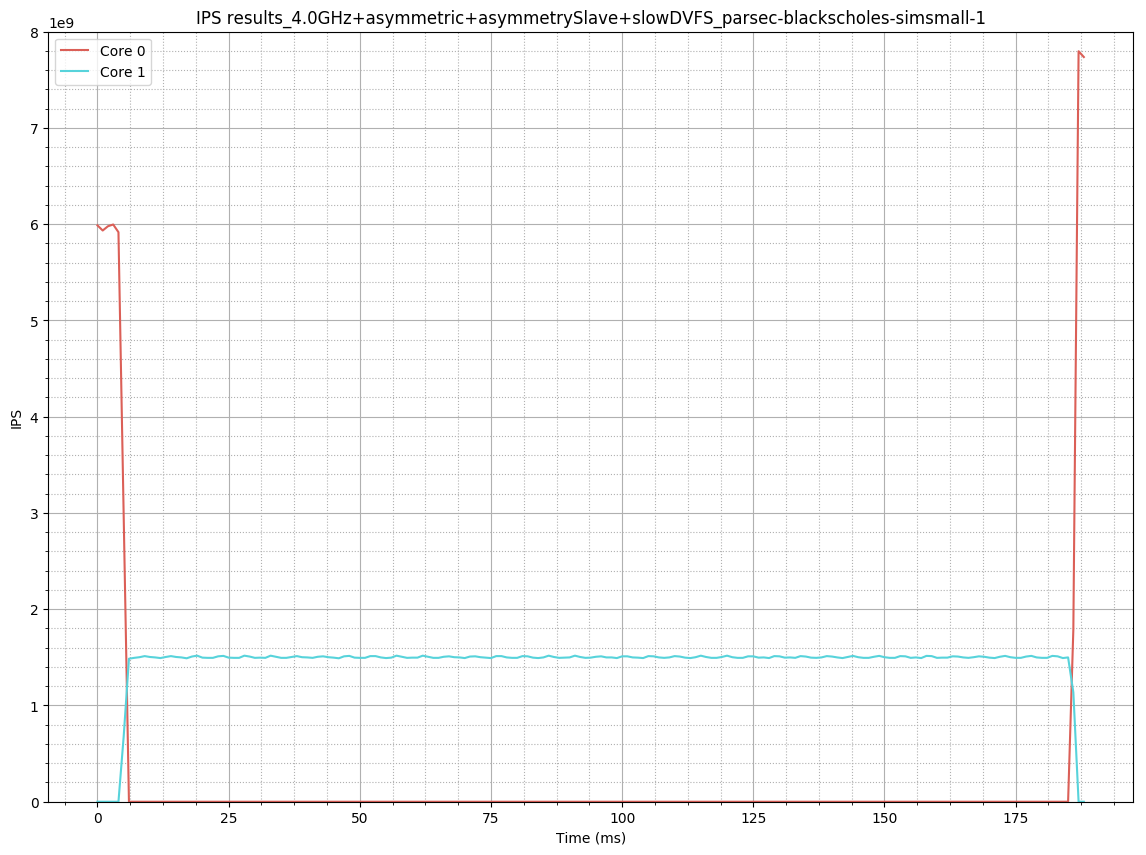 IPS results_4.0GHz+asymmetric+asymmetrySlave+slowDVFS_parsec-blackscholes-simsmall-1
1e9
Core 0
Core 1
8
7
6
5
4
3
2
1
0
IPS
0 25 50 75 100 125 150 175
Time (ms)